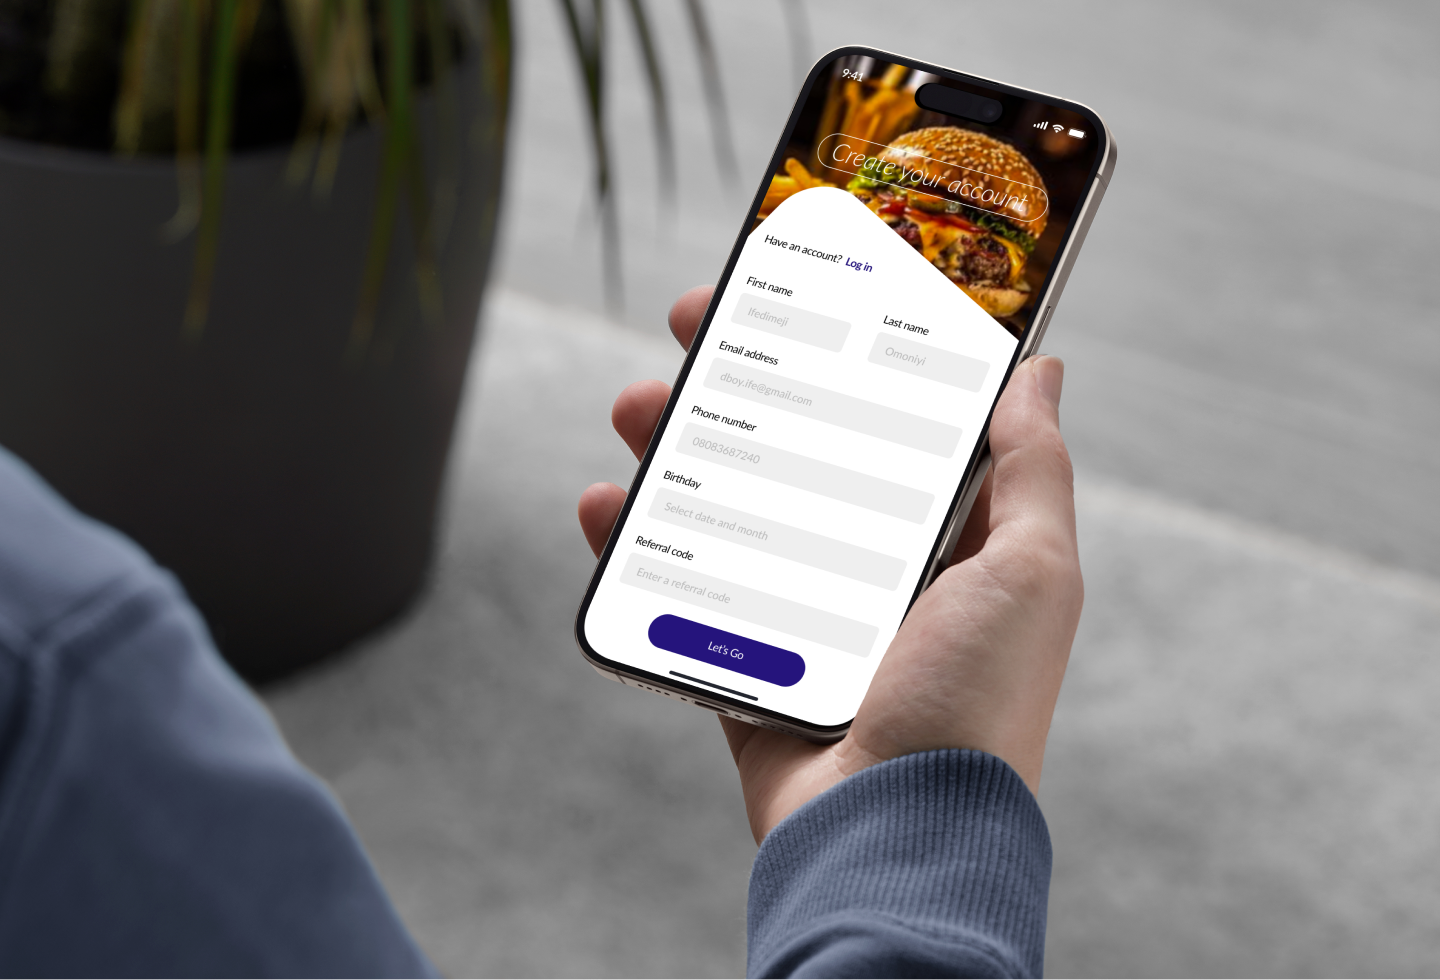 9:41
Create your account
Have an account? Log in
First name
Ifedimeji
Last name
Omoniyi
Email address
dboy.ife@gmail.com
Phone number
08083687240
Birthday
Select date and month
Referral code
Enter a referral code
Let's Go